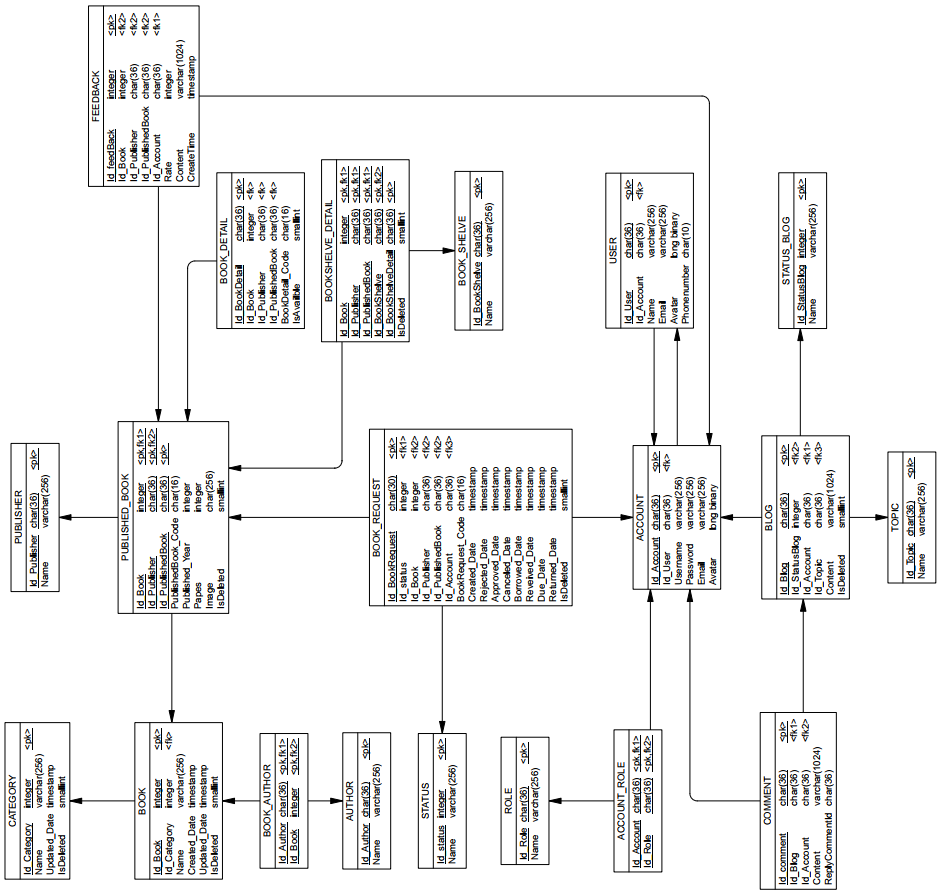 CATEGORY
Id_Category integer <pk>
Name varchar(256)
Updated_Date timestamp
IsDeleted smallint
PUBLISHER
Id_Publisher char(36) <pk>
Name varchar(256)
FEEDBACK
Id_feedBack integer <pk>
Id_Book integer <fk2>
Id_Publisher char(36) <fk2>
Id_PublishedBook char(36) <fk2>
Id_Account char(36) <fk1>
Rate integer
Content varchar(1024)
CreateTime timestamp
BOOK
Id_Book integer <pk>
Id_Category integer <fk>
Name varchar(256)
Created_Date timestamp
Updated_Date timestamp
IsDeleted smallint
PUBLISHED_BOOK
Id_Book integer <pk,fk1>
Id_Publisher char(36) <pk,fk2>
Id_PublishedBook char(36) <pk>
PublishedBook_Code char(16)
Published_Year integer
Papes integer
Image char(256)
IsDeleted smallint
BOOK_DETAIL
Id_BookDetail char(36) <pk>
Id_Book integer <fk>
Id_Publisher char(36) <fk>
Id_PublishedBook char(36) <fk>
BookDetail_Code char(16)
IsAvailble smallint
BOOK_AUTHOR
Id_Author char(36) <pk,fk1>
Id_Book integer <pk,fk2>
BOOKSHELVE_DETAIL
Id_Book integer <pk,fk1>
Id_Publisher char(36) <pk,fk1>
Id_PublishedBook char(36) <pk,fk1>
Id_BookShelve char(36) <pk,fk2>
Id_BookShelveDetail char(36) <pk>
IsDeleted smallint
AUTHOR
Id_Author char(36) <pk>
Name varchar(256)
BOOK_REQUEST
Id_BookRequest char(30) <pk>
Id_status integer <fk1>
Id_Book integer <fk2>
Id_Publisher char(36) <fk2>
Id_PublishedBook char(36) <fk2>
Id_Account char(36) <fk3>
BookRequest_Code char(16)
Created_Date timestamp
Rejected_Date timestamp
Approved_Date timestamp
Canceled_Date timestamp
Borrowed_Date timestamp
Reveived_Date timestamp
Due_Date timestamp
Returned_Date timestamp
IsDeleted smallint
STATUS
Id_status integer <pk>
Name varchar(256)
BOOK_SHELVE
Id_BookShelve char(36) <pk>
Name varchar(256)
ROLE
Id_Role char(36) <pk>
Name varchar(256)
ACCOUNT_ROLE
Id_Account char(36) <pk,fk1>
Id_Role char(36) <pk,fk2>
ACCOUNT
Id_Account char(36) <pk>
Id_User char(36) <fk>
Username varchar(256)
Password varchar(256)
Email varchar(256)
Avatar long binary
USER
Id_User char(36) <pk>
Id_Account char(36) <fk>
Name varchar(256)
Email varchar(256)
Avatar long binary
Phonenumber char(10)
COMMENT
Id_comment char(36) <pk>
Id_Blog char(36) <fk1>
Id_Account char(36) <fk2>
Content varchar(1024)
ReplyCommentId char(36)
BLOG
Id_Blog char(36) <pk>
Id_StatusBlog integer <fk2>
Id_Account char(36) <fk1>
Id_Topic char(36) <fk3>
Content varchar(1024)
IsDeleted smallint
STATUS_BLOG
Id_StatusBlog integer <pk>
Name varchar(256)
TOPIC
Id_Topic char(36) <pk>
Name varchar(256)